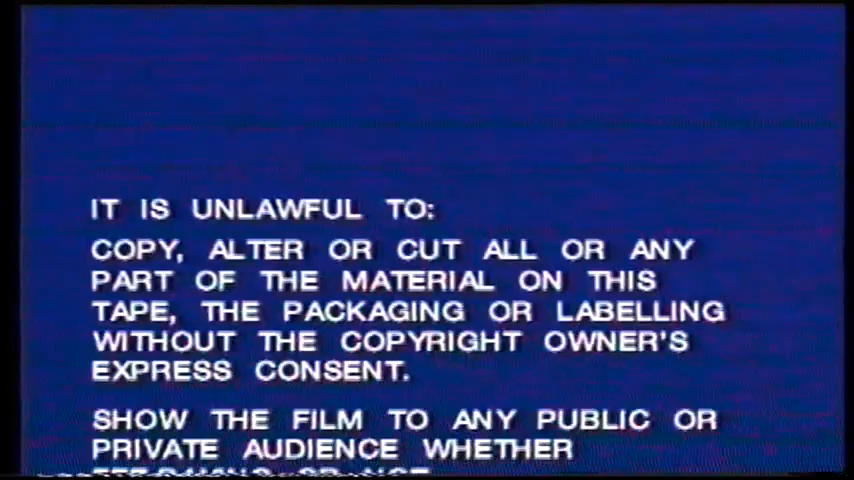 IT IS UNLAWFUL TO:
COPY, ALTER OR CUT ALL OR ANY
PART OF THE MATERIAL ON THIS
TAPE, THE PACKAGING OR LABELLING
WITHOUT THE COPYRIGHT OWNER'S
EXPRESS CONSENT.
SHOW THE FILM TO ANY PUBLIC OR
PRIVATE AUDIENCE WHETHER